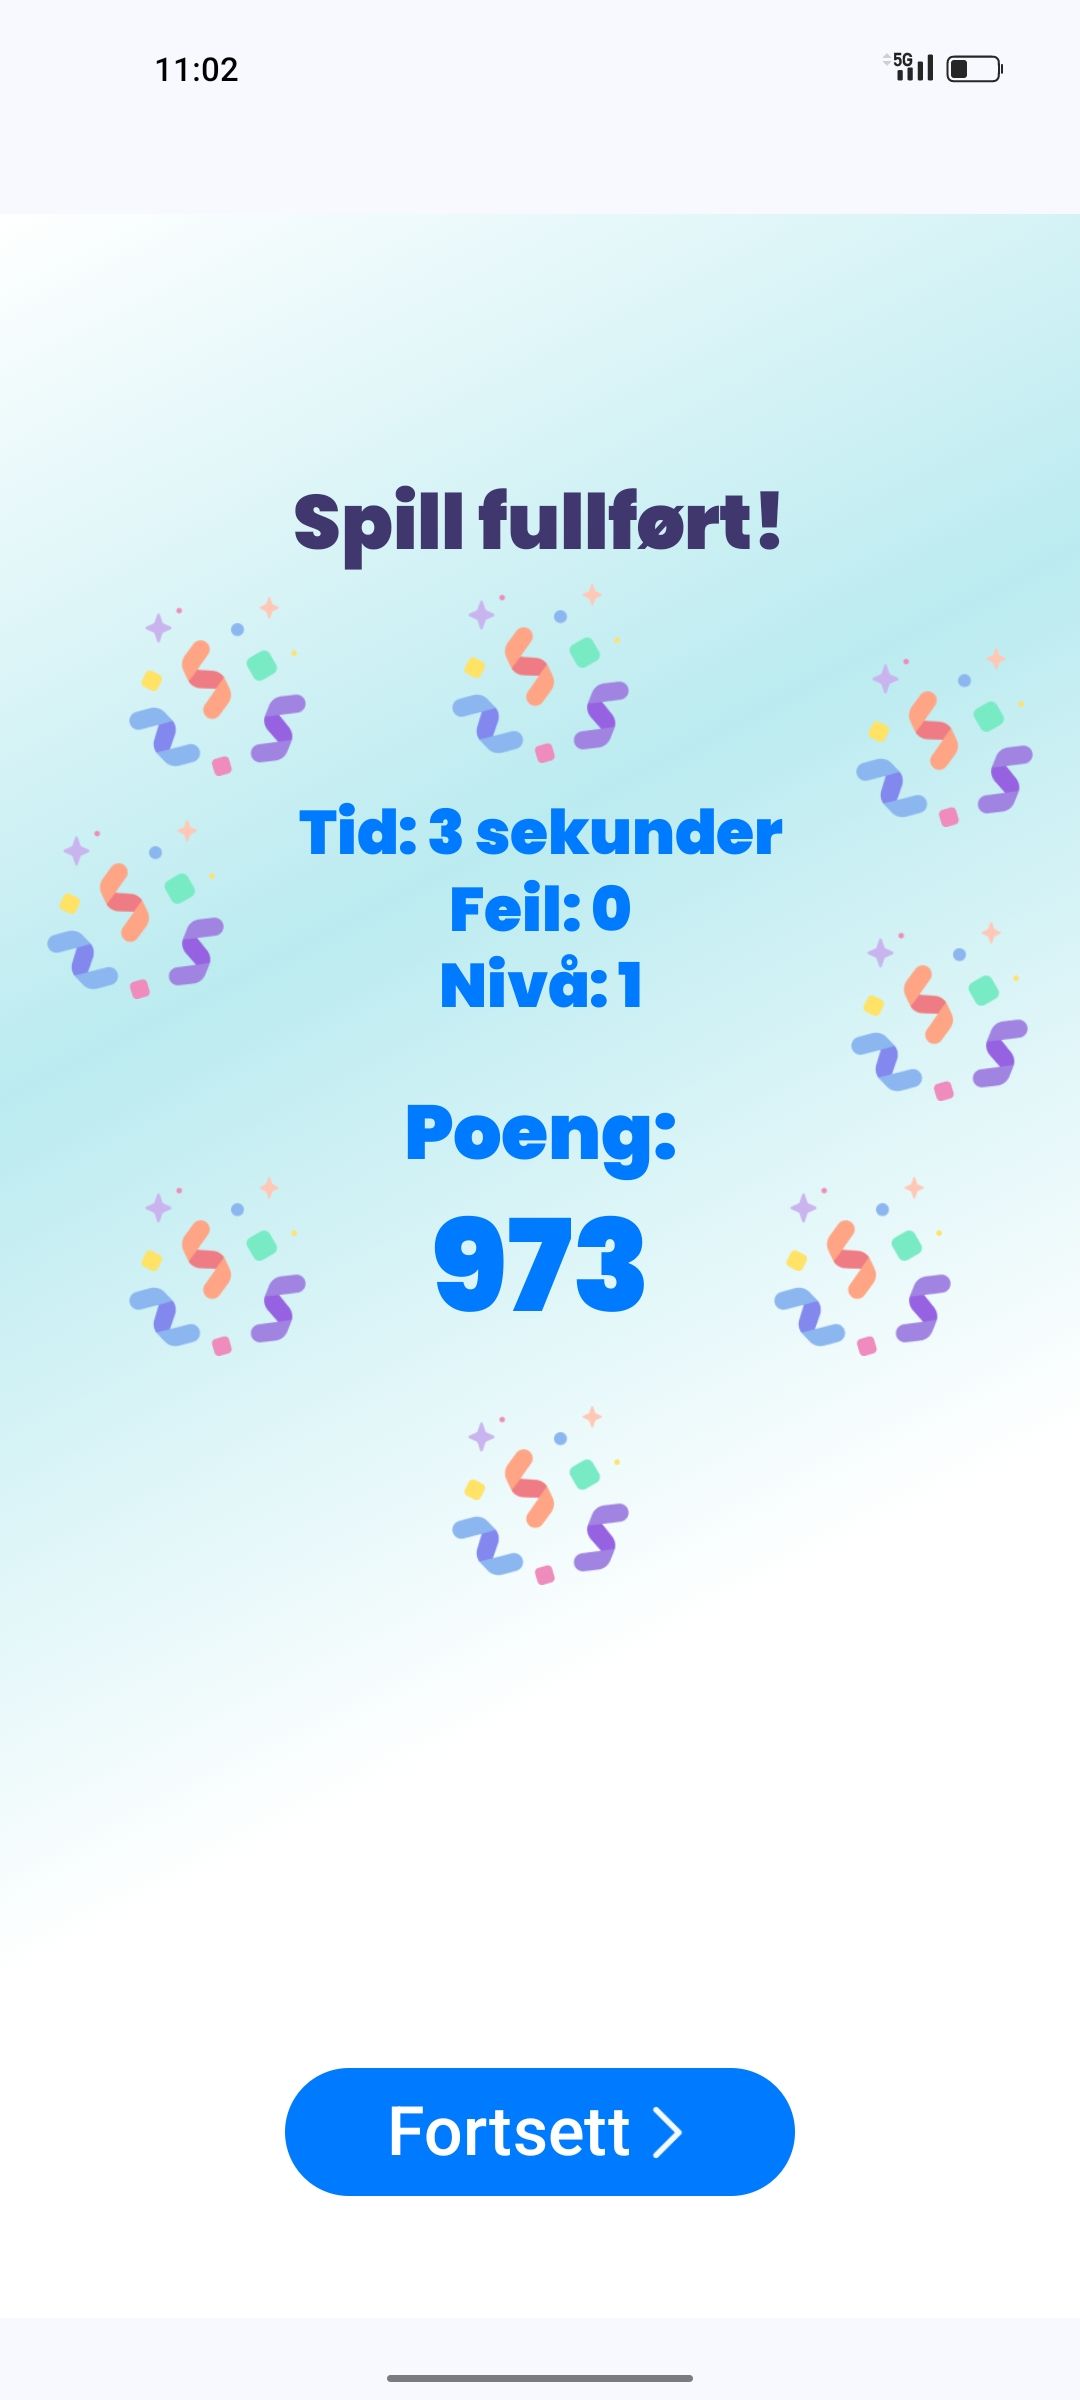 11:02
5G
Spill fullført!
Tid: 3 sekunder
Feil: 0
Nivå: 1
Poeng:
973
Fortsett